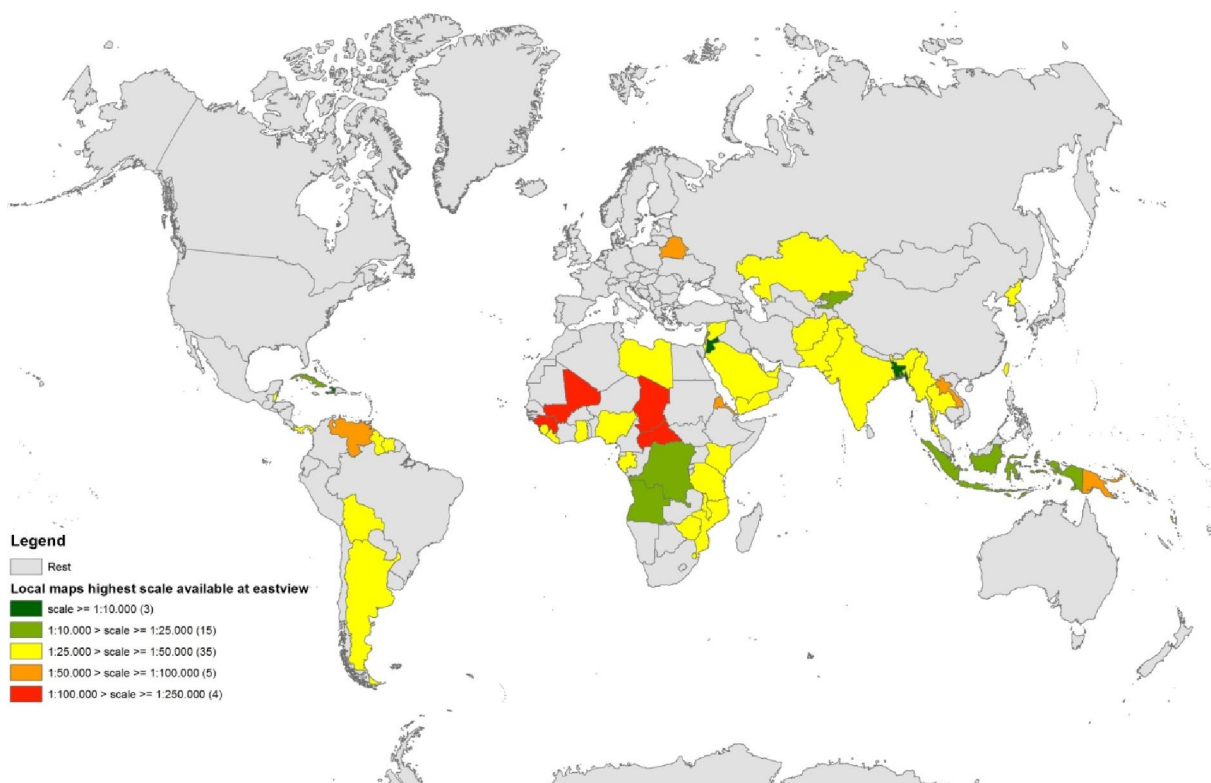 Legend
Rest
Local maps highest scale available at eastview
scale >= 1:10.000 (3)
1:10.000 > scale >= 1:25.000 (15)
1:25.000 > scale >= 1:50.000 (35)
1:50.000 > scale >= 1:100.000 (5)
1:100.000 > scale >= 1:250.000 (4)